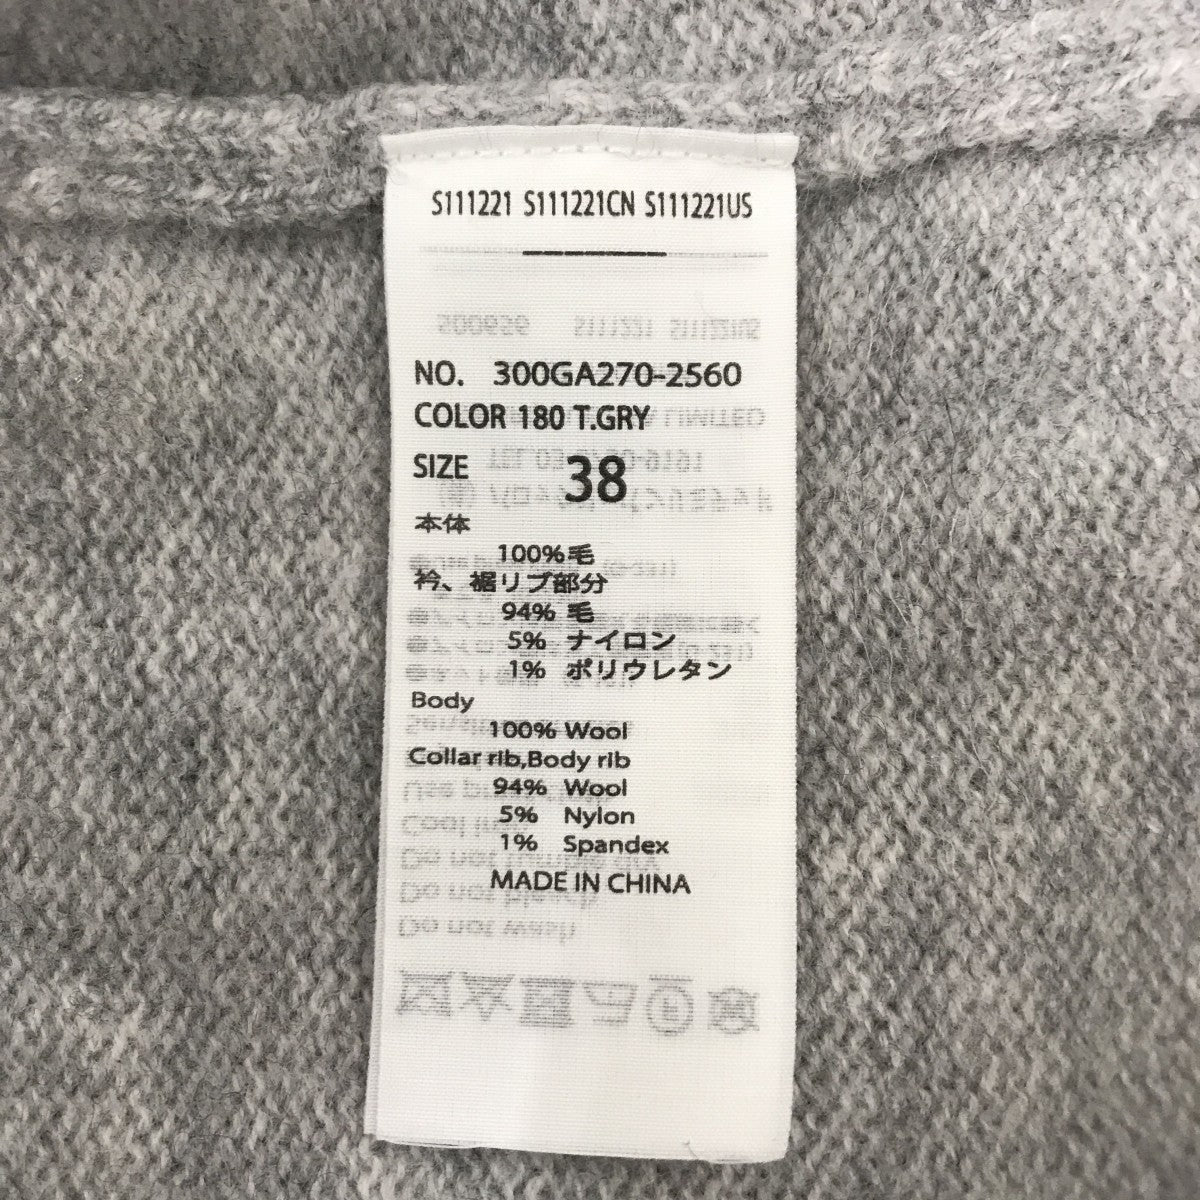 S111221 S111221CN S111221US
NO. 300GA270-2560
COLOR 180 T.GRY
SIZE 38
本体
100%毛
衿、裾リブ部分
94% 毛
5% ナイロン
1% ポリウレタン
Body
100% Wool
Collar rib,Body rib
94% Wool
5% Nylon
1% Spandex
MADE IN CHINA